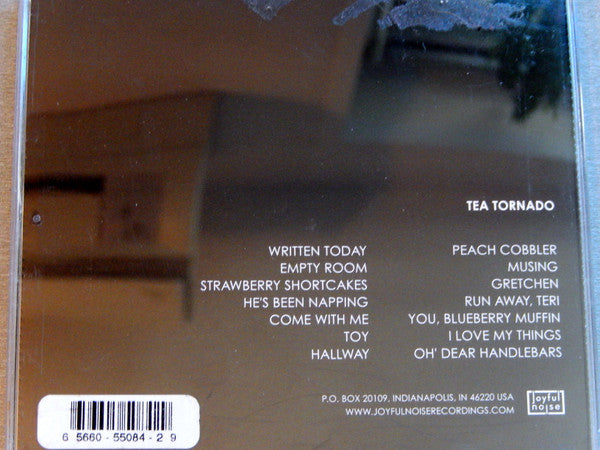 TEA TORNADO
WRITTEN TODAY
EMPTY ROOM
STRAWBERRY SHORTCAKES
HE'S BEEN NAPPING
COME WITH ME
TOY
HALLWAY
PEACH COBBLER
MUSING
GRETCHEN
RUN AWAY, TERI
YOU, BLUEBERRY MUFFIN
I LOVE MY THINGS
OH' DEAR HANDLEBARS
P.O. BOX 20109, INDIANAPOLIS, IN 46220 USA
WWW.JOYFULNOISERECORDINGS.COM
joyful
noise
6 5660 - 55084 - 2 9